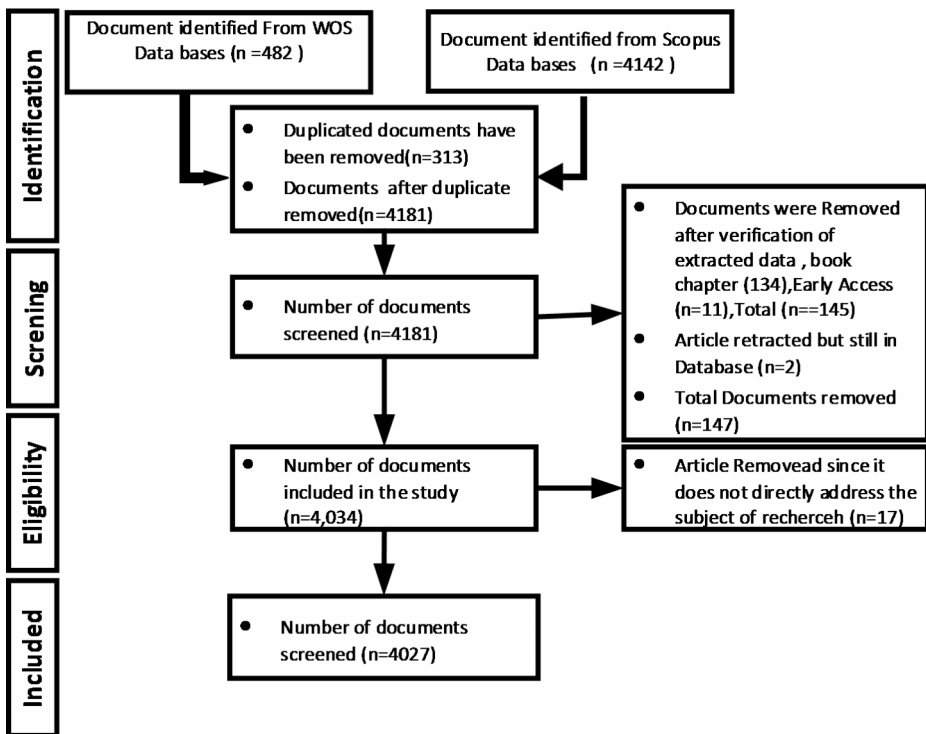 Identification
Document identified From WOS
Data bases (n =482 )
Document identified from Scopus
Data bases (n =4142 )
● Duplicated documents have
been removed(n=313)
● Documents after duplicate
removed(n=4181)
Screning
● Number of documents
screened (n=4181)
● Documents were Removed
after verification of
extracted data , book
chapter (134),Early Access
(n=11),Total (n==145)
● Article retracted but still in
Database (n=2)
● Total Documents removed
(n=147)
Eligibility
● Number of documents
included in the study
(n=4,034)
● Article Removead since it
does not directly address the
subject of recherceh (n=17)
Included
● Number of documents
screened (n=4027)